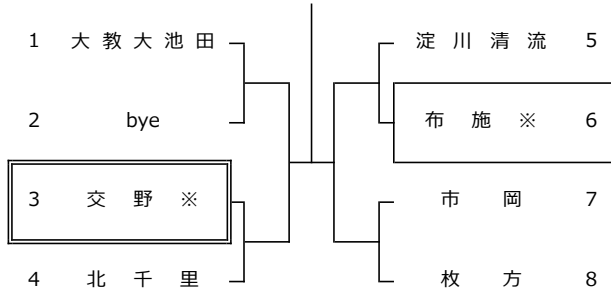 1 大教大池田
2 bye
3 交野※
4 北千里
淀川清流 5
布施※ 6
市岡 7
枚方 8